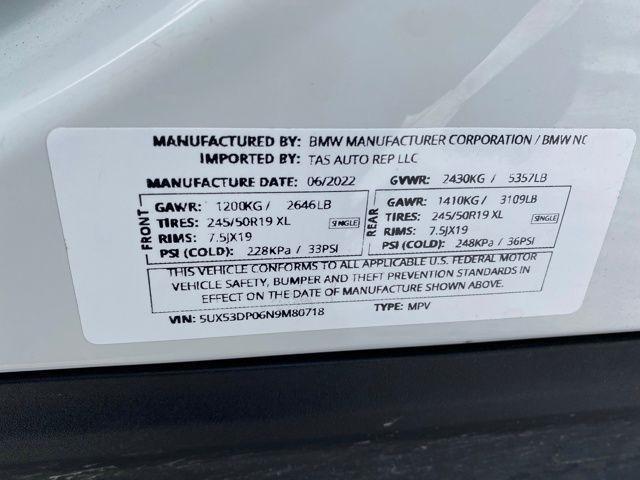 MANUFACTURED BY: BMW MANUFACTURER CORPORATION / BMW NC
IMPORTED BY: TAS AUTO REP LLC
MANUFACTURE DATE: 06/2022 GVWR: 2430KG / 5357LB
FRONT
GAWR: 1200KG / 2646LB
TIRES: 245/50R19 XL SINGLE
RIMS: 7.5JX19
PSI (COLD): 228KPa / 33PSI
REAR
GAWR: 1410KG / 3109LB
TIRES: 245/50R19 XL SINGLE
RIMS: 7.5JX19
PSI (COLD): 248KPa / 36PSI
THIS VEHICLE CONFORMS TO ALL APPLICABLE U.S. FEDERAL MOTOR
VEHICLE SAFETY, BUMPER AND THEFT PREVENTION STANDARDS IN
EFFECT ON THE DATE OF MANUFACTURE SHOWN ABOVE.
VIN: 5UX53DP06N9M80718 TYPE: MPV